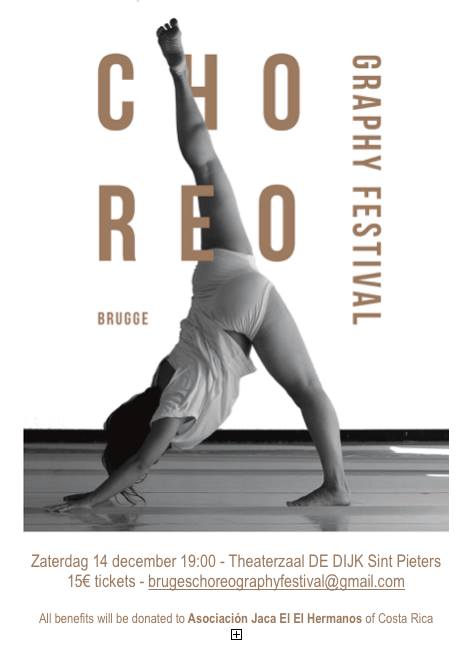 CHO
REO
GRAPHY FESTIVAL
BRUGGE
Zaterdag 14 december 19:00 - Theaterzaal DE DIJK Sint Pieters
15€ tickets - brugeschoreographyfestival@gmail.com
All benefits will be donated to Asociación Jaca El El Hermanos of Costa Rica